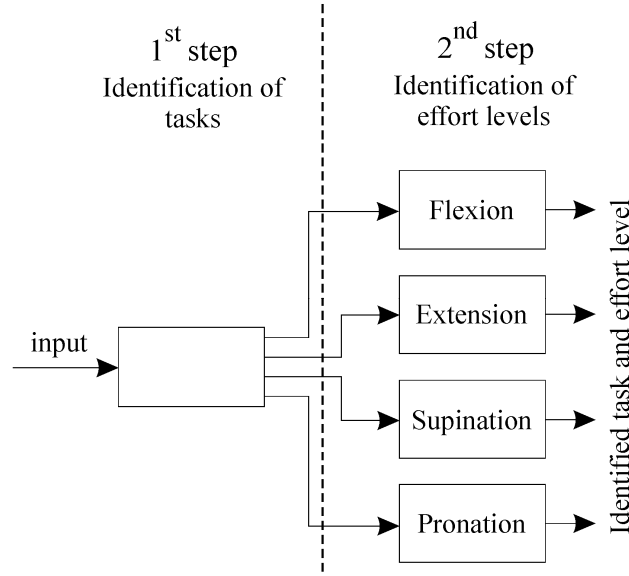 1st step
Identification of
tasks
2nd step
Identification of
effort levels
input
Flexion
Extension
Supination
Pronation
Identified task and effort level